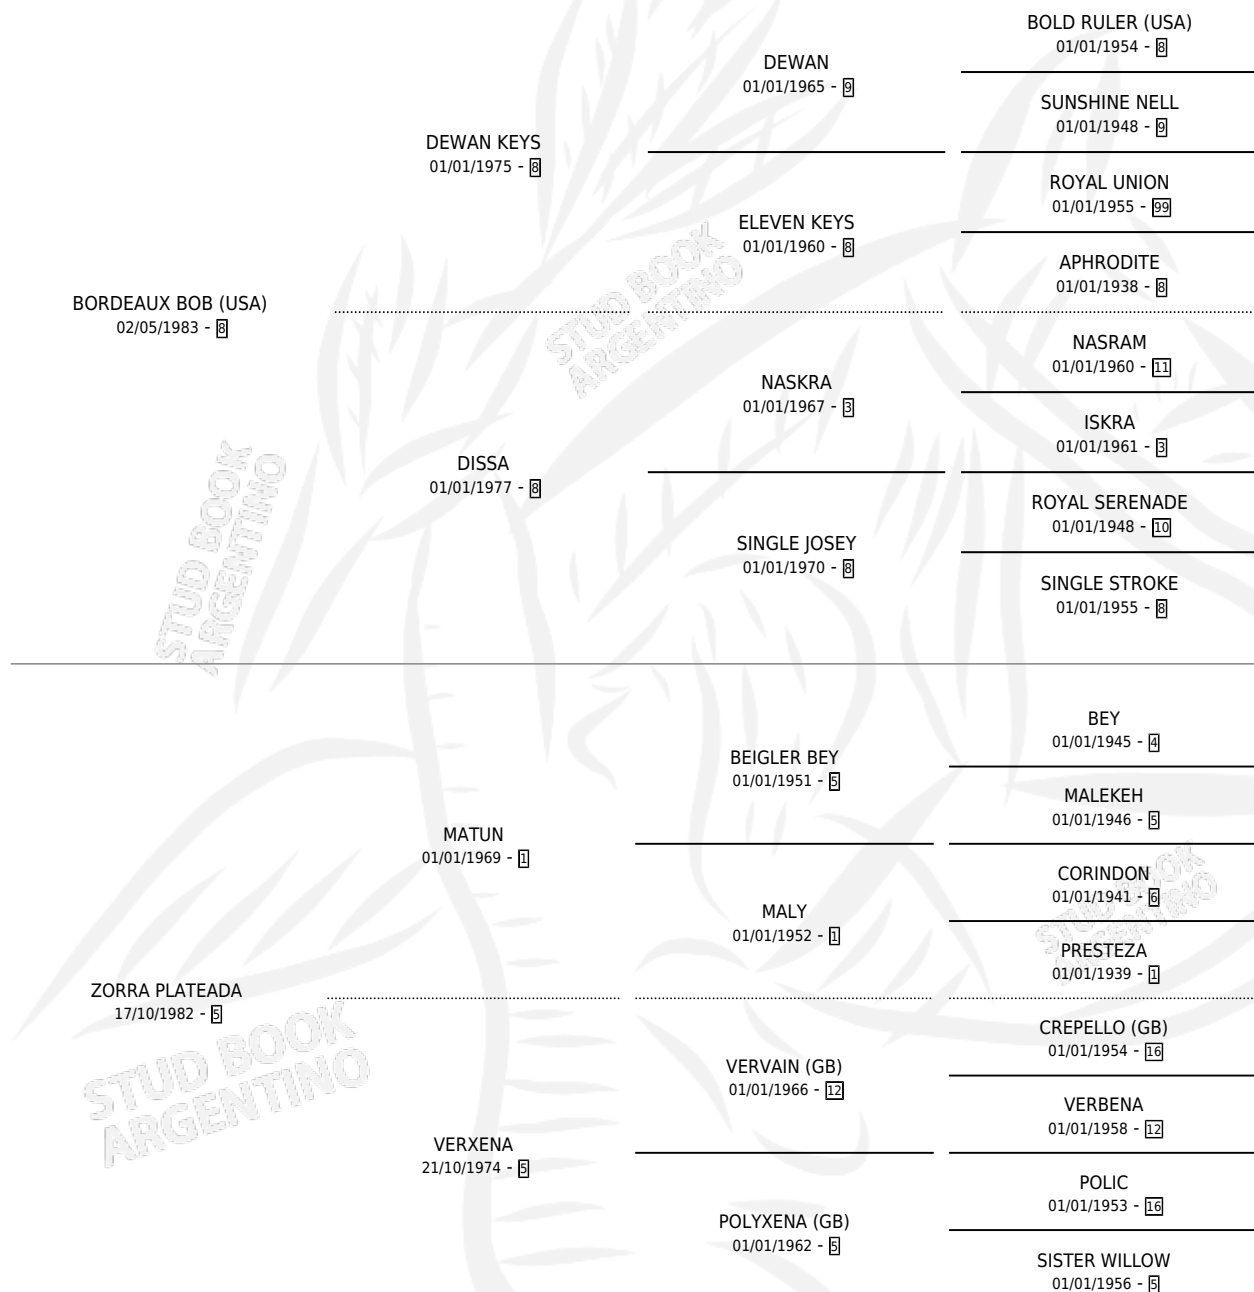 BOLD RULER (USA)
01/01/1954 - 8
DEWAN
01/01/1965 - 9
SUNSHINE NELL
01/01/1948 - 9
DEWAN KEYS
01/01/1975 - 8
ROYAL UNION
01/01/1955 - 99
ELEVEN KEYS
01/01/1960 - 8
APHRODITE
01/01/1938 - 8
BORDEAUX BOB (USA)
02/05/1983 - 8
STUD BOOK
ARGENTINO
NASRAM
01/01/1960 - 11
NASKRA
01/01/1967 - 3
ISKRA
01/01/1961 - 3
DISSA
01/01/1977 - 8
ROYAL SERENADE
01/01/1948 - 10
SINGLE JOSEY
01/01/1970 - 8
SINGLE STROKE
01/01/1955 - 8
STUD BOOK
ARGENTINO
BEY
01/01/1945 - 4
BEIGLER BEY
01/01/1951 - 5
MALEKEH
01/01/1946 - 5
MATUN
01/01/1969 - 1
CORINDON
01/01/1941 - 6
MALY
01/01/1952 - 1
STUD BOOK
ARGENTINO
PRESTEZA
01/01/1939 - 1
ZORRA PLATEADA
17/10/1982 - 5
CREPELLO (GB)
01/01/1954 - 16
VERVAIN (GB)
01/01/1966 - 12
STUD BOOK
ARGENTINO
VERBENA
01/01/1958 - 12
VERXENA
21/10/1974 - 5
POLIC
01/01/1953 - 16
POLYXENA (GB)
01/01/1962 - 5
SISTER WILLOW
01/01/1956 - 5